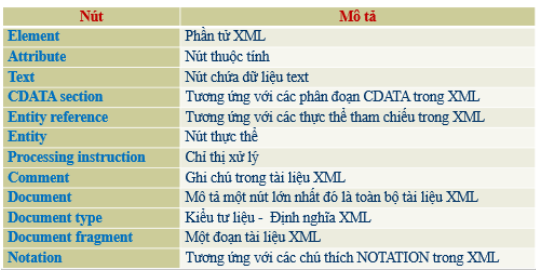 Nút Mô tả
Element Phần tử XML
Attribute Nút thuộc tính
Text Nút chứa dữ liệu text
CDATA section Tương ứng với các phân đoạn CDATA trong XML
Entity reference Tương ứng với các thực thể tham chiếu trong XML
Entity Nút thực thể
Processing instruction Chỉ thị xử lý
Comment Ghi chú trong tài liệu XML
Document Mô tả một nút lớn nhất đó là toàn bộ tài liệu XML
Document type Kiểu tư liệu - Định nghĩa XML
Document fragment Một đoạn tài liệu XML
Notation Tương ứng với các chú thích NOTATION trong XML